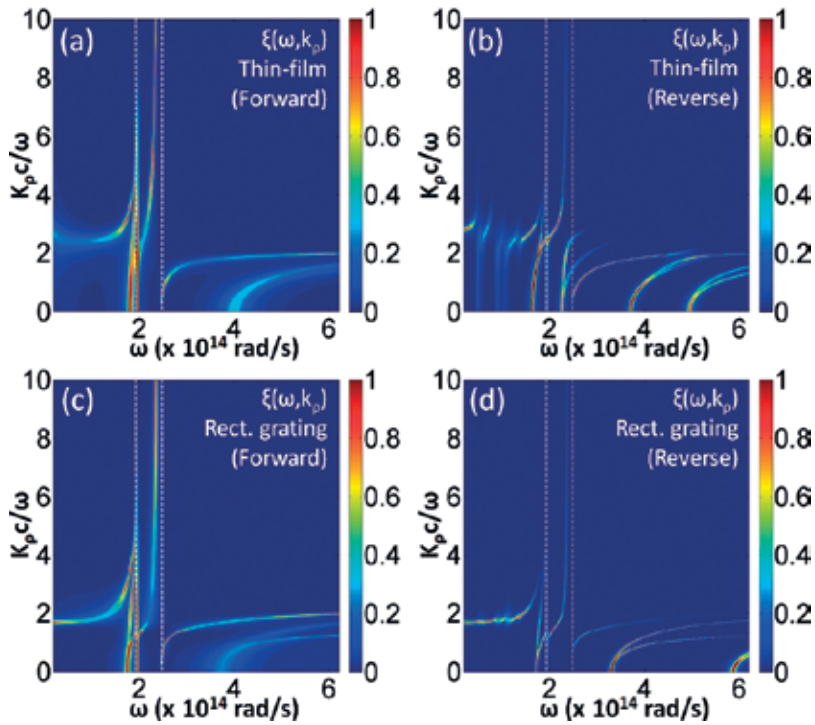 (a)
ξ(ω,kρ)
Thin-film
(Forward)
10
8
6
4
2
0
Kρc/ω
2 4 6
ω (x 10¹⁴ rad/s)
1
0.8
0.6
0.4
0.2
0
(b)
ξ(ω,kρ)
Thin-film
(Reverse)
10
8
6
4
2
0
Kρc/ω
2 4 6
ω (x 10¹⁴ rad/s)
1
0.8
0.6
0.4
0.2
0
(c)
ξ(ω,kρ)
Rect. grating
(Forward)
10
8
6
4
2
0
Kρc/ω
2 4 6
ω (x 10¹⁴ rad/s)
1
0.8
0.6
0.4
0.2
0
(d)
ξ(ω,kρ)
Rect. grating
(Reverse)
10
8
6
4
2
0
Kρc/ω
2 4 6
ω (x 10¹⁴ rad/s)
1
0.8
0.6
0.4
0.2
0